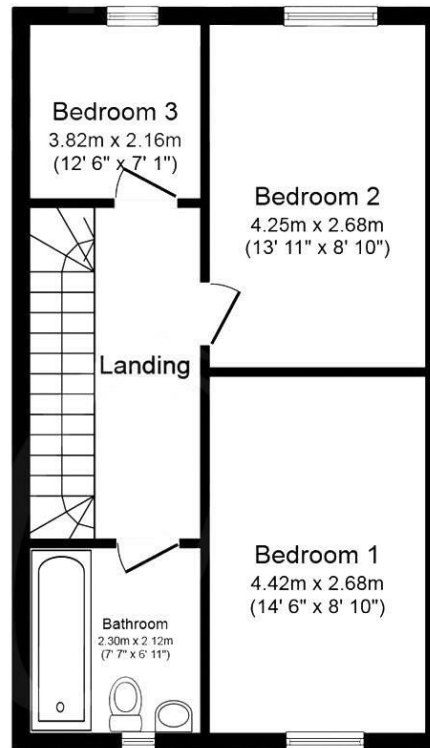 Bedroom 3
3.82m x 2.16m
(12' 6" x 7' 1")
Bedroom 2
4.25m x 2.68m
(13' 11" x 8' 10")
Landing
Bedroom 1
4.42m x 2.68m
(14' 6" x 8' 10")
Bathroom
2.30m x 2.12m
(7' 7" x 6' 11")